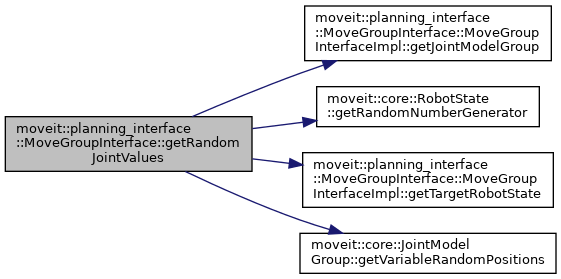 moveit::planning_interface
::MoveGroupInterface::MoveGroup
InterfaceImpl::getJointModelGroup
moveit::core::RobotState
::getRandomNumberGenerator
moveit::planning_interface
::MoveGroupInterface::getRandom
JointValues
moveit::planning_interface
::MoveGroupInterface::MoveGroup
InterfaceImpl::getTargetRobotState
moveit::core::JointModel
Group::getVariableRandomPositions